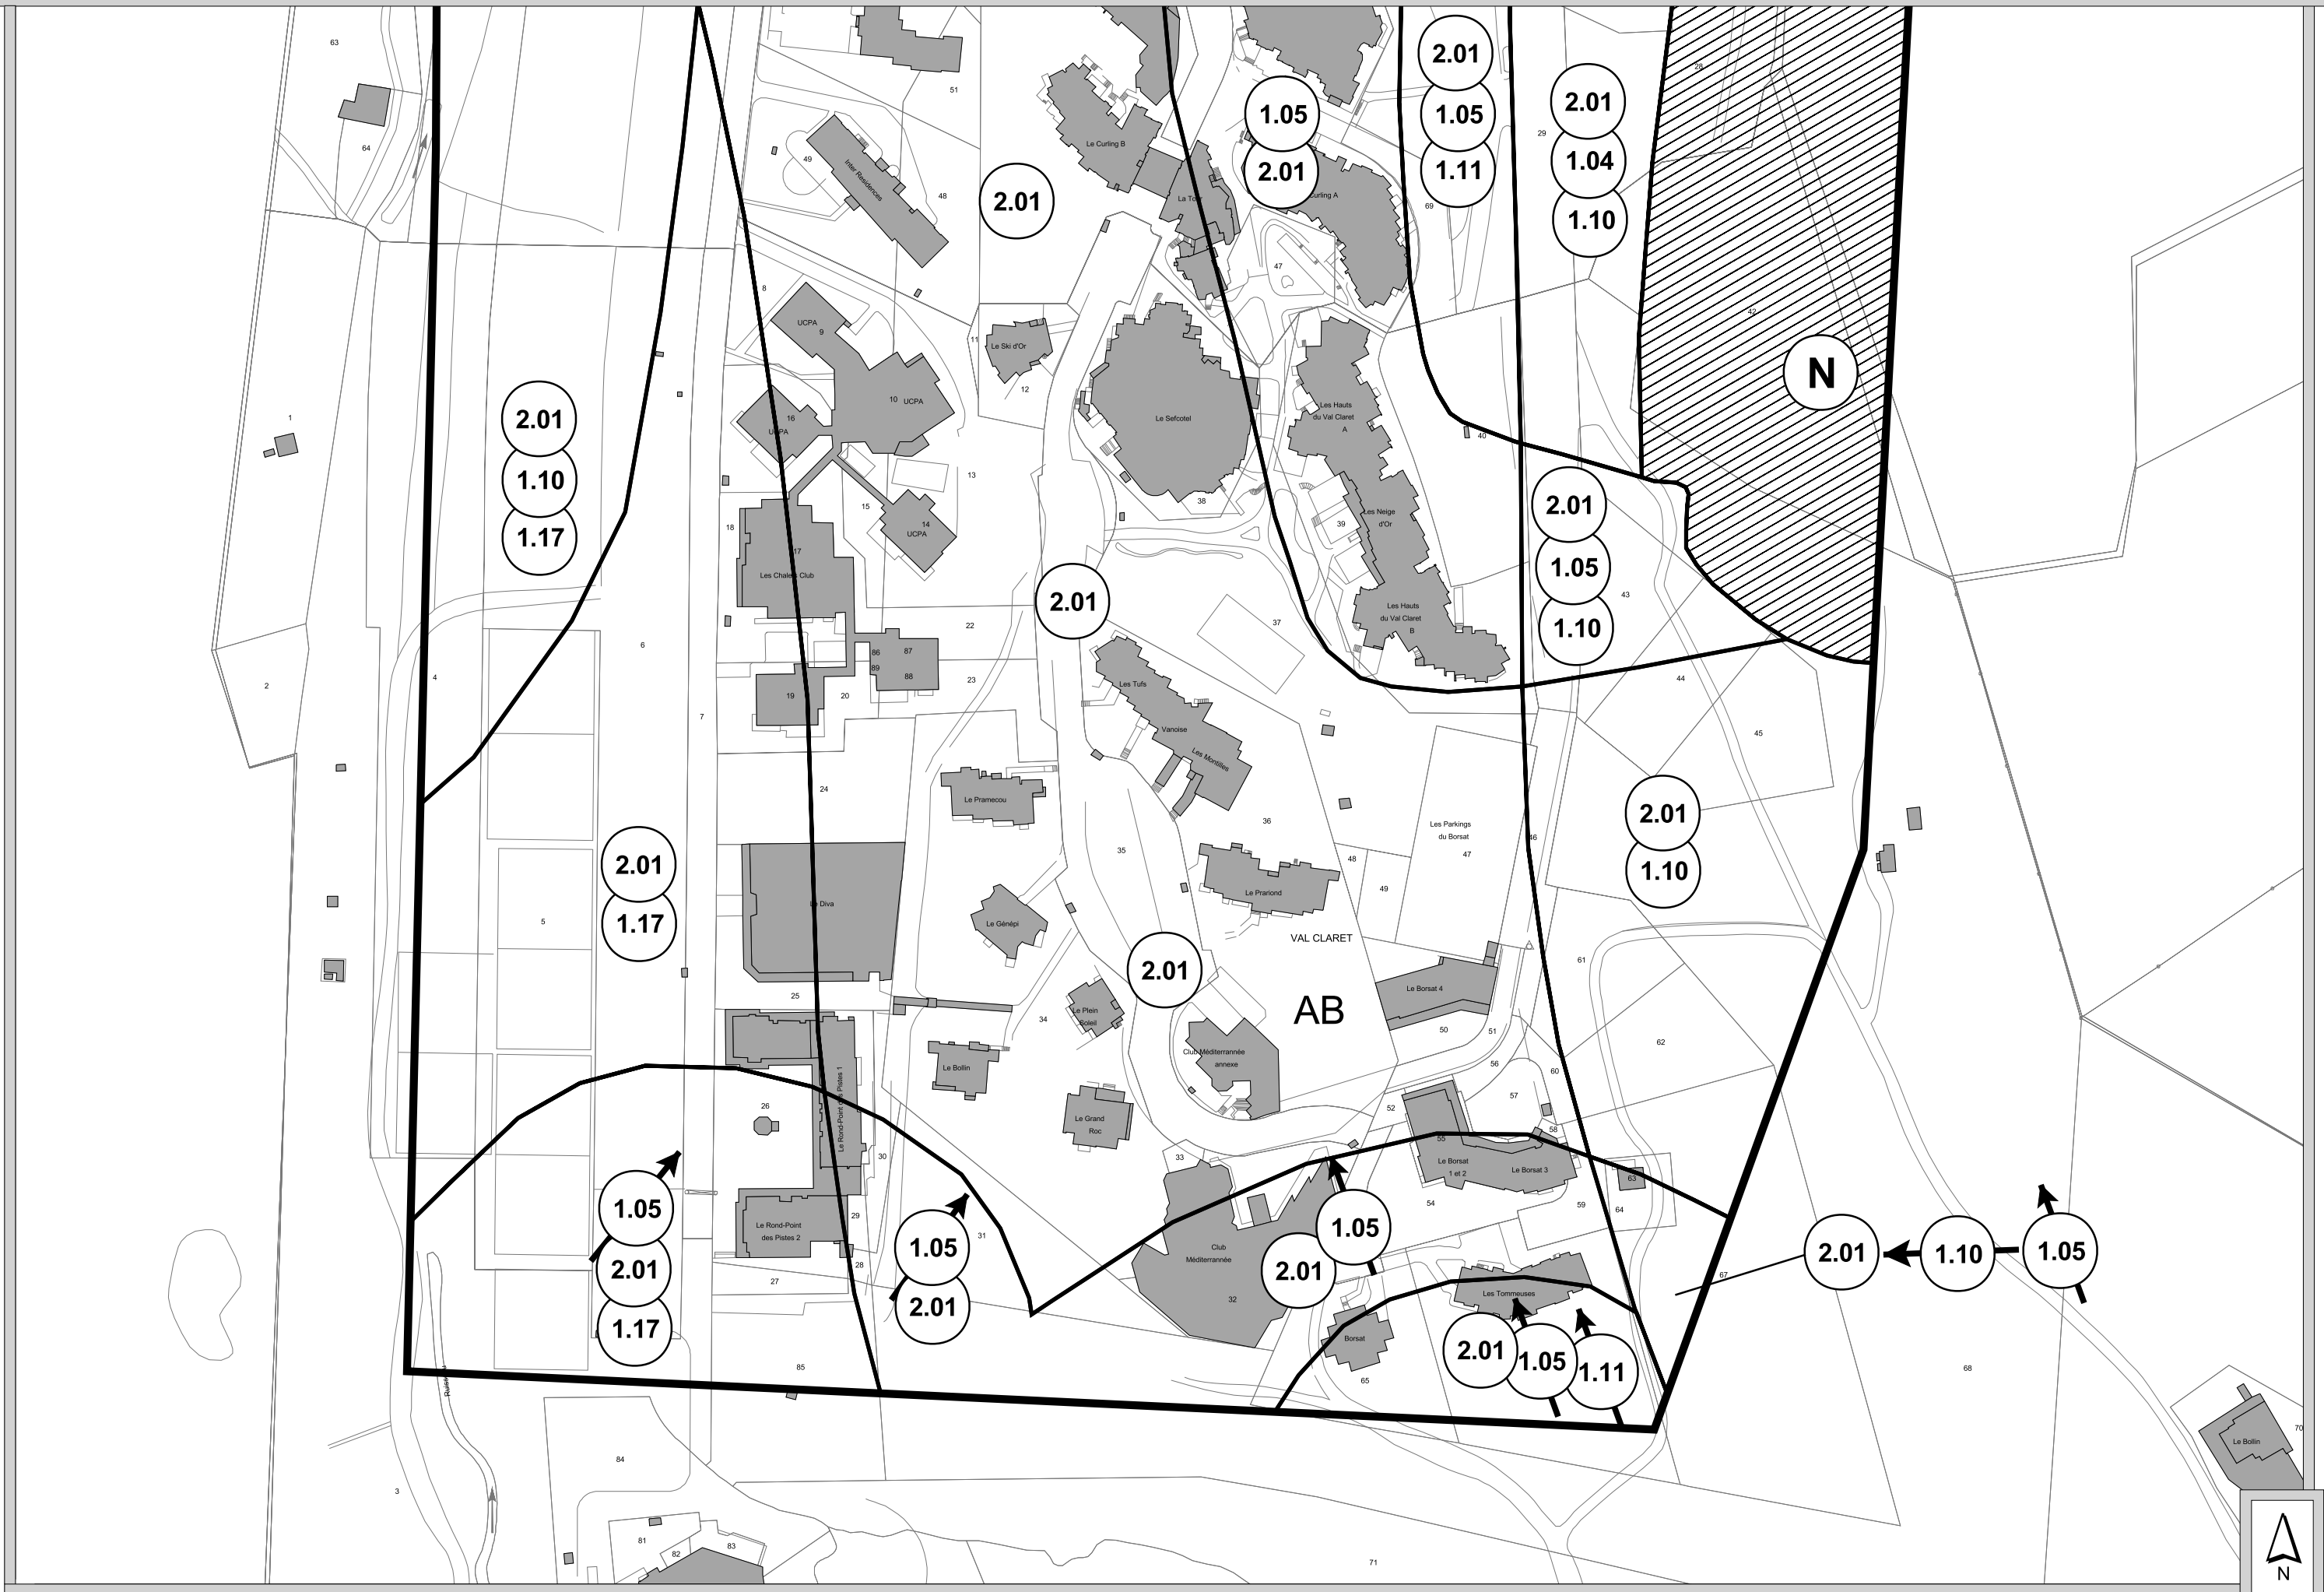 63
51
28
2.01
2.01
1.05
1.05
64
Le Curling B
29
49
Inter Residences
1.04
2.01
1.11
48
2.01
La Tour
Curling A
69
1.10
47
8
42
UCPA
9
11
Le Ski d'Or
N
12
10 UCPA
Les Hauts
du Val Claret
A
1
16
UCPA
Le Sefcotel
40
2.01
1.10
13
38
2.01
15
Les Neige
d'Or
39
14
UCPA
18
17
1.17
Les Chalets Club
1.05
43
2.01
Les Hauts
du Val Claret
B
1.10
22
37
6
86
87
89
88
23
44
2
4
Les Tufs
19
20
7
Vanoise
45
Les Montilles
24
Le Pramecou
2.01
36
Les Parkings
du Borsat
46
35
47
48
2.01
1.10
49
Le Prariond
Le Diva
5
1.17
Le Génépi
VAL CLARET
61
2.01
Le Borsat 4
25
AB
Le Plein
Soleil
34
50
51
62
Club Méditerrannée
annexe
56
Le Bollin
60
57
26
Le Rond-Point des Pistes 1
52
Le Grand
Roc
58
55
30
33
Le Borsat
1 et 2
Le Borsat 3
63
1.05
54
59
64
29
Le Rond-Point
des Pistes 2
1.05
31
1.05
Club
Méditerrannée
2.01
1.10
1.05
2.01
28
2.01
67
27
Les Tommeuses
32
2.01
1.17
Borsat
2.01
1.05
1.11
85
65
68
70
Le Bollin
84
3
81
82
83
71
N